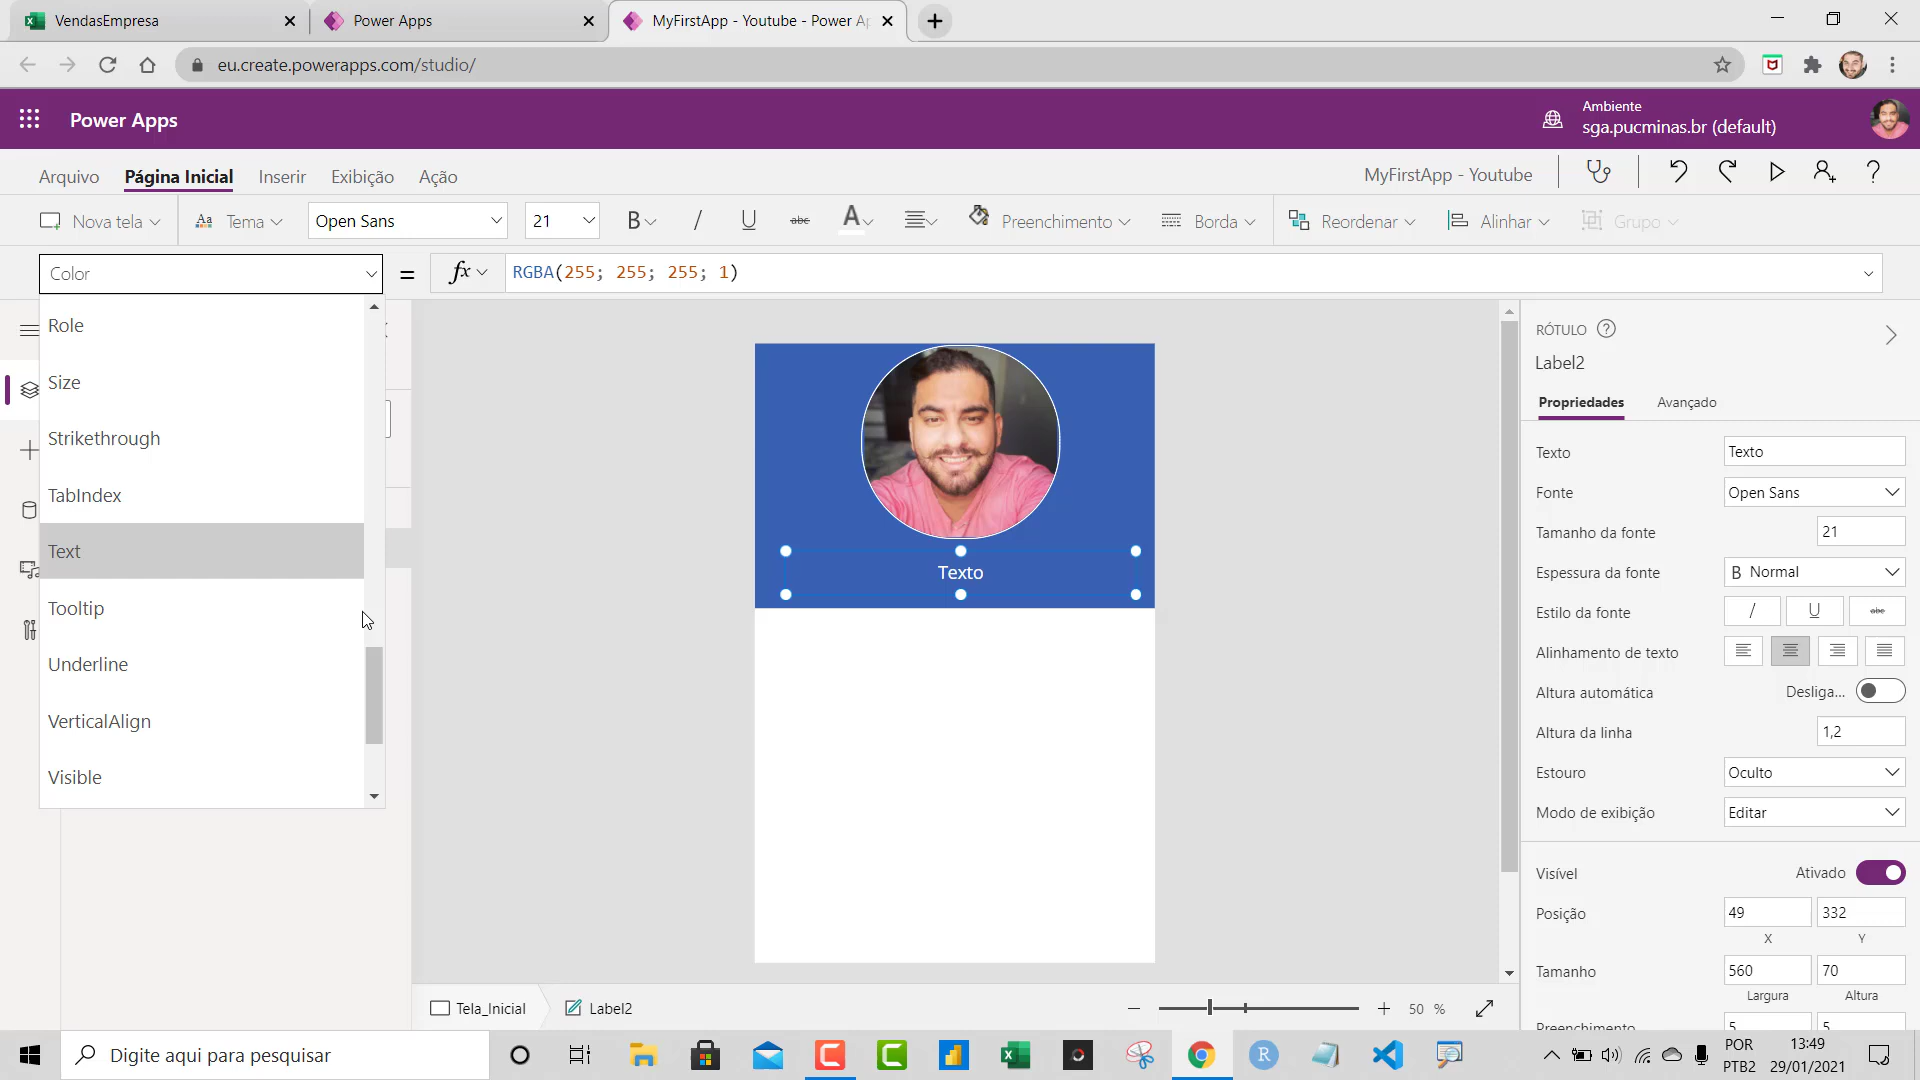 VendasEmpresa
Power Apps
MyFirstApp - Youtube - Power Ap
eu.create.powerapps.com/studio/
Power Apps
Ambiente
sga.pucminas.br (default)
Arquivo
Página Inicial
Inserir
Exibição
Ação
MyFirstApp - Youtube
Nova tela
Aa Tema
Open Sans
21
B
/
U
abc
A
Preenchimento
Borda
Reordenar
Alinhar
Grupo
Color
=
fx
RGBA(255; 255; 255; 1)
Role
Size
Strikethrough
TabIndex
Text
Tooltip
Underline
VerticalAlign
Visible
Texto
RÓTULO
Label2
Propriedades
Avançado
Texto
Texto
Fonte
Open Sans
Tamanho da fonte
21
Espessura da fonte
B Normal
Estilo da fonte
/
U
abc
Alinhamento de texto
Altura automática
Desliga...
Altura da linha
1,2
Estouro
Oculto
Modo de exibição
Editar
Visível
Ativado
Posição
49
332
X
Y
Tamanho
560
70
Largura
Altura
Preenchimento
5
5
Tela_Inicial
Label2
50 %
Digite aqui para pesquisar
POR
PTB2
13:49
29/01/2021